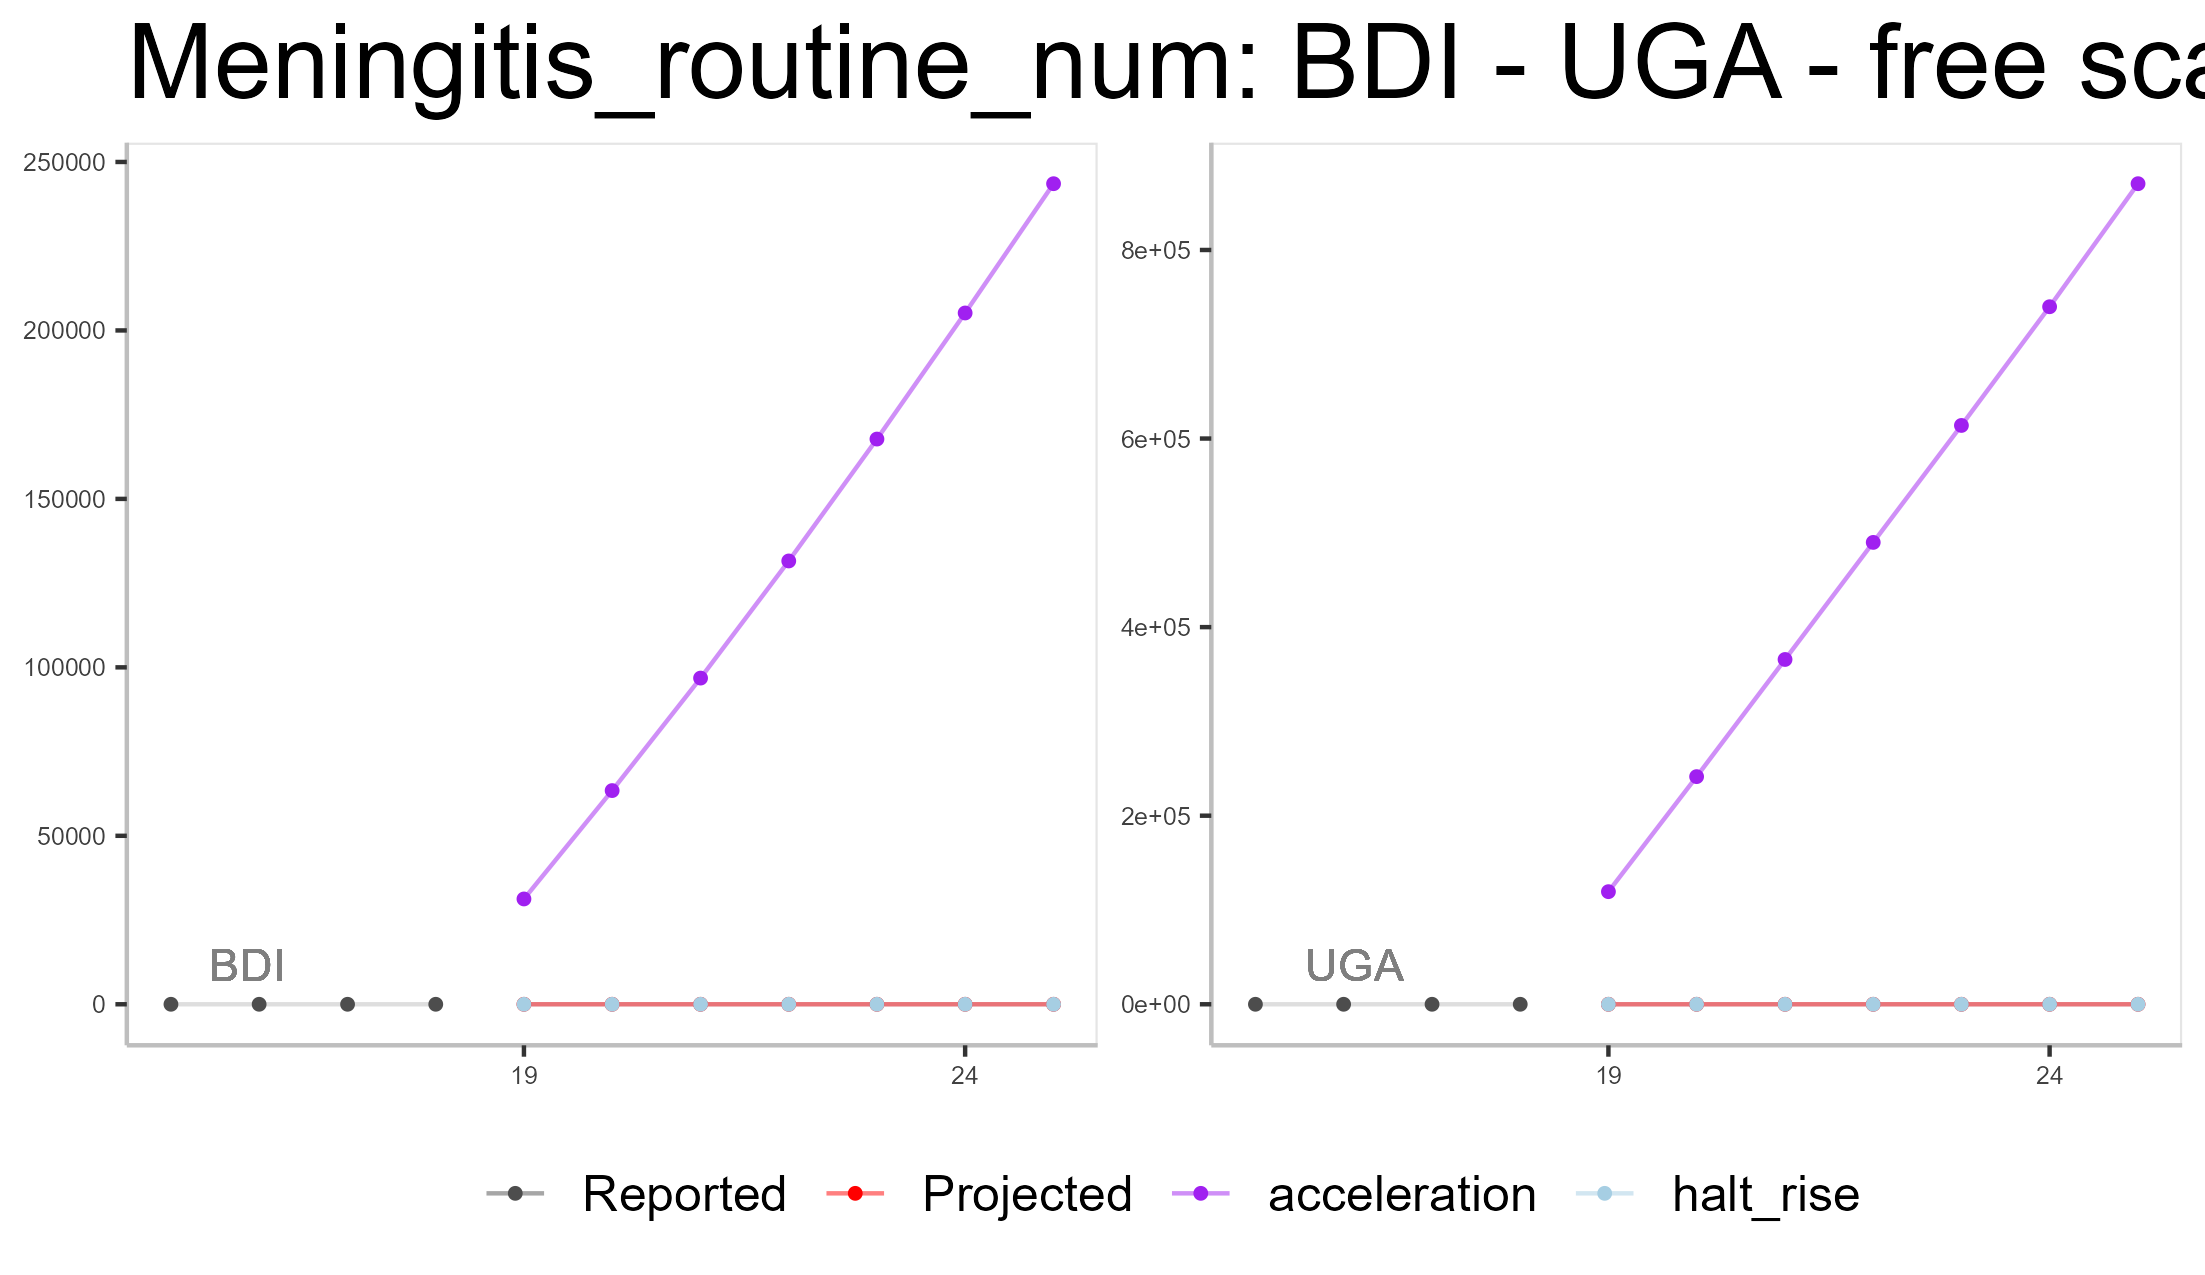 Meningitis_routine_num: BDI - UGA - free sca
250000
200000
150000
100000
50000
0
BDI
19
24
8e+05
6e+05
4e+05
2e+05
0e+00
UGA
19
24
Reported Projected acceleration halt_rise